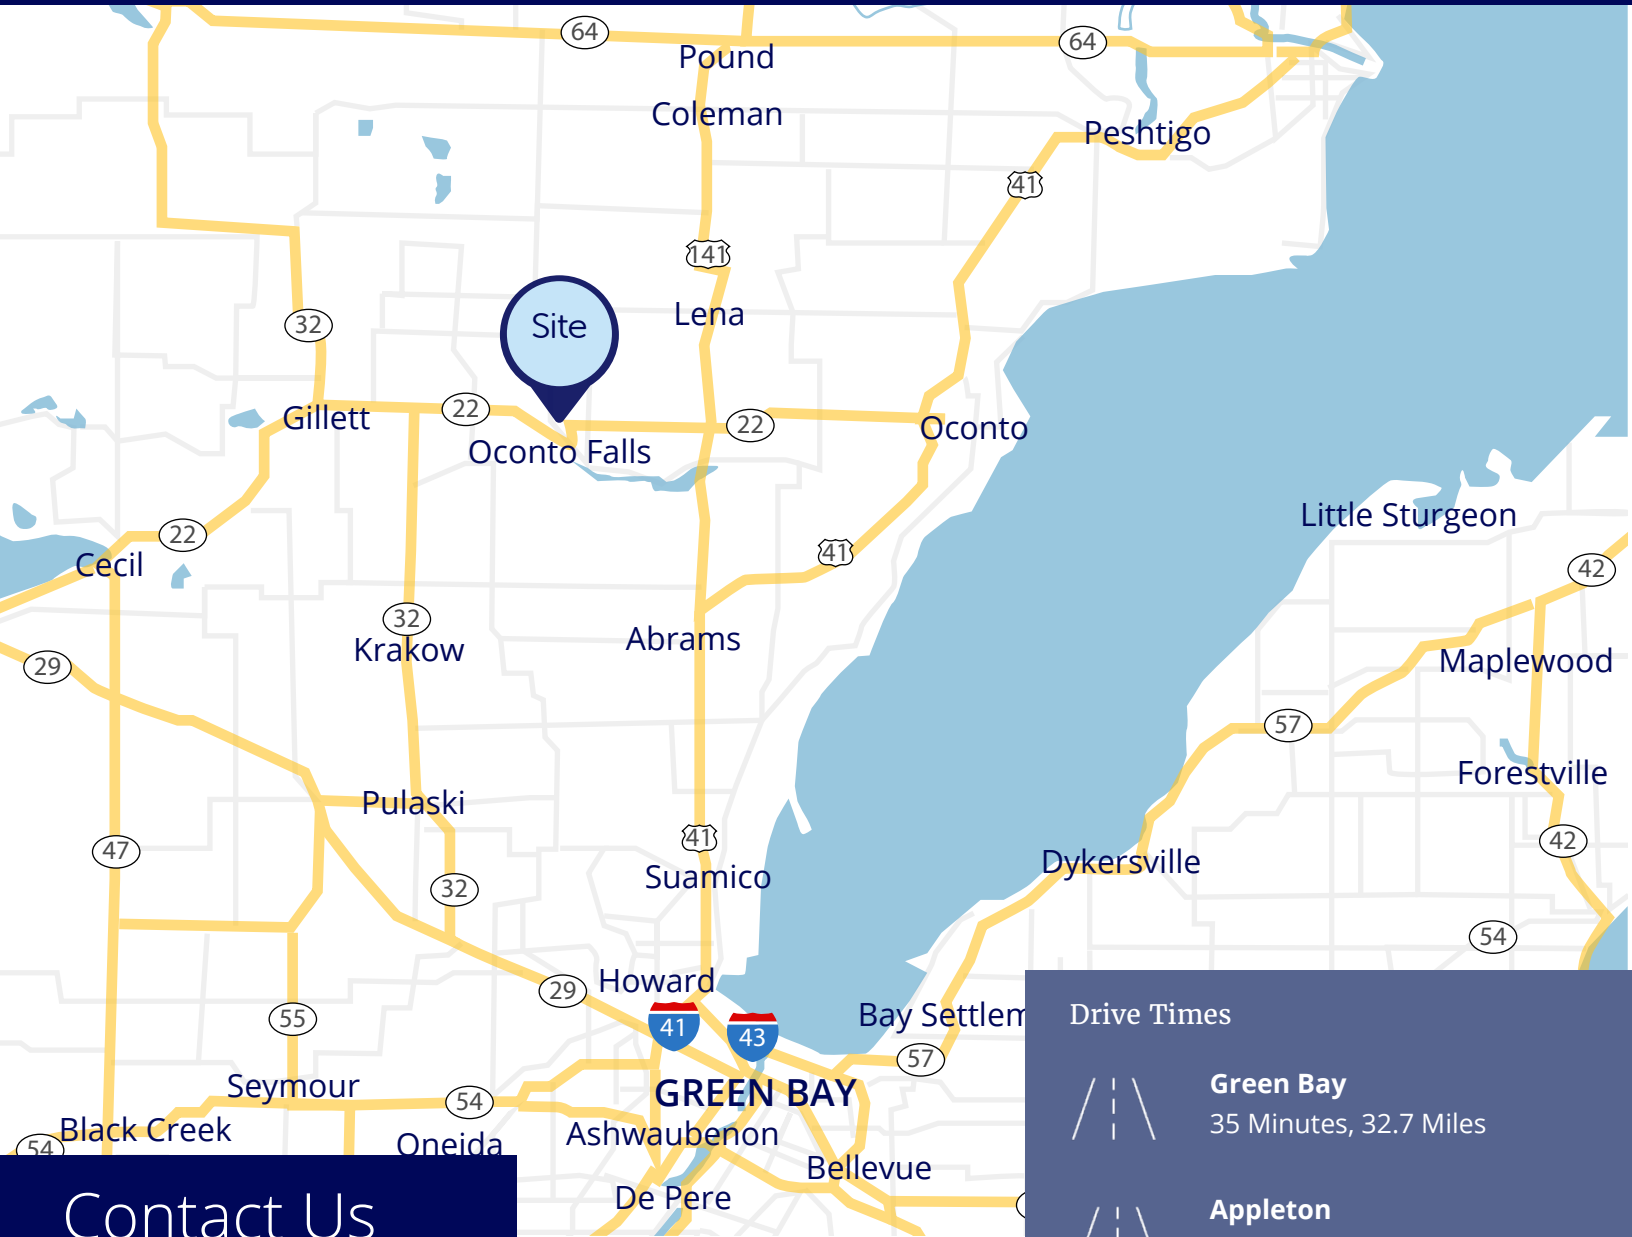 64
64
Pound
Coleman
Peshtigo
41
141
Lena
32
Site
Gillett
22
22
Oconto
Oconto Falls
Little Sturgeon
22
41
Cecil
42
32
Abrams
Krakow
Maplewood
29
57
Forestville
Pulaski
41
42
47
Dykersville
Suamico
32
54
Howard
29
Bay Settlem
55
41
43
57
Seymour
GREEN BAY
54
Black Creek
Ashwaubenon
54
Oneida
Bellevue
De Pere
Drive Times
Green Bay
35 Minutes, 32.7 Miles
Appleton
Contact Us